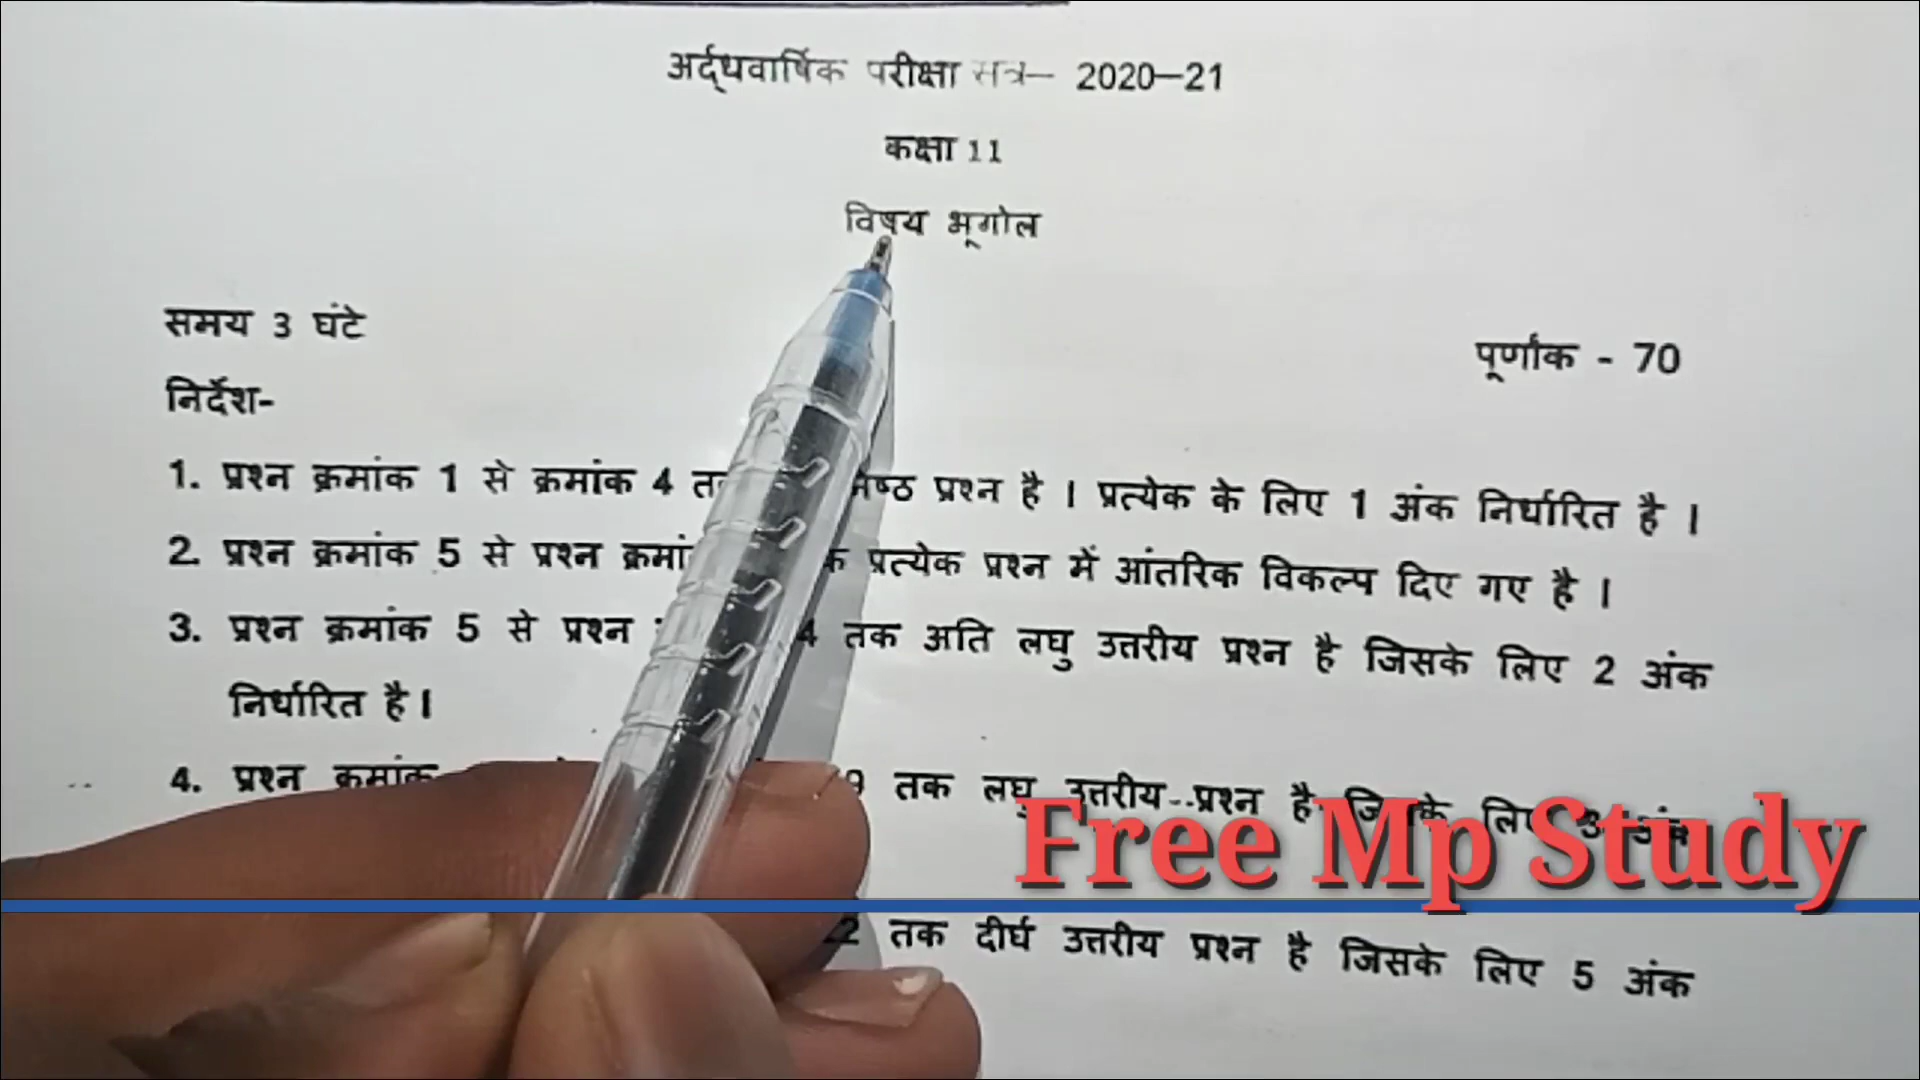 अर्द्धवार्षिक परीक्षा सत्र– 2020–21
कक्षा 11
विषय भूगोल
समय 3 घंटे
पूर्णांक - 70
निर्देश-
1. प्रश्न क्रमांक 1 से क्रमांक 4 प्रश्न है । प्रत्येक के लिए 1 अंक निर्धारित है ।
2. प्रश्न क्रमांक 5 से प्रश्न प्रत्येक प्रश्न में आंतरिक विकल्प दिए गए है ।
3. प्रश्न क्रमांक 5 से प्रश्न तक अति लघु उत्तरीय प्रश्न है जिसके लिए 2 अंक
निर्धारित है ।
4. प्रश्न क्रमांक तक लघु उत्तरीय प्रश्न है जिसके लिए 3 अंक
Free Mp Study
तक दीर्घ उत्तरीय प्रश्न है जिसके लिए 5 अंक